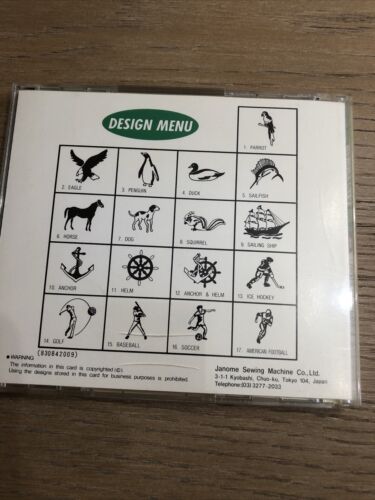 DESIGN MENU
1. PARROT
2. EAGLE
3. PENGUIN
4. DUCK
5. SAILFISH
6. HORSE
7. DOG
8. SQUIRREL
9. SAILING SHIP
10. ANCHOR
11. HELM
12. ANCHOR & HELM
13. ICE HOCKEY
14. GOLF
15. BASEBALL
16. SOCCER
17. AMERICAN FOOTBALL
WARNING (830842009)
The information in this card is copyrighted (C).
Using the designs stored in this card for business purposes is prohibited.
Janome Sewing Machine Co., Ltd.
3-1-1 Kyobashi, Chuo-ku, Tokyo 104, Japan
Telephone:(03)3277-2033